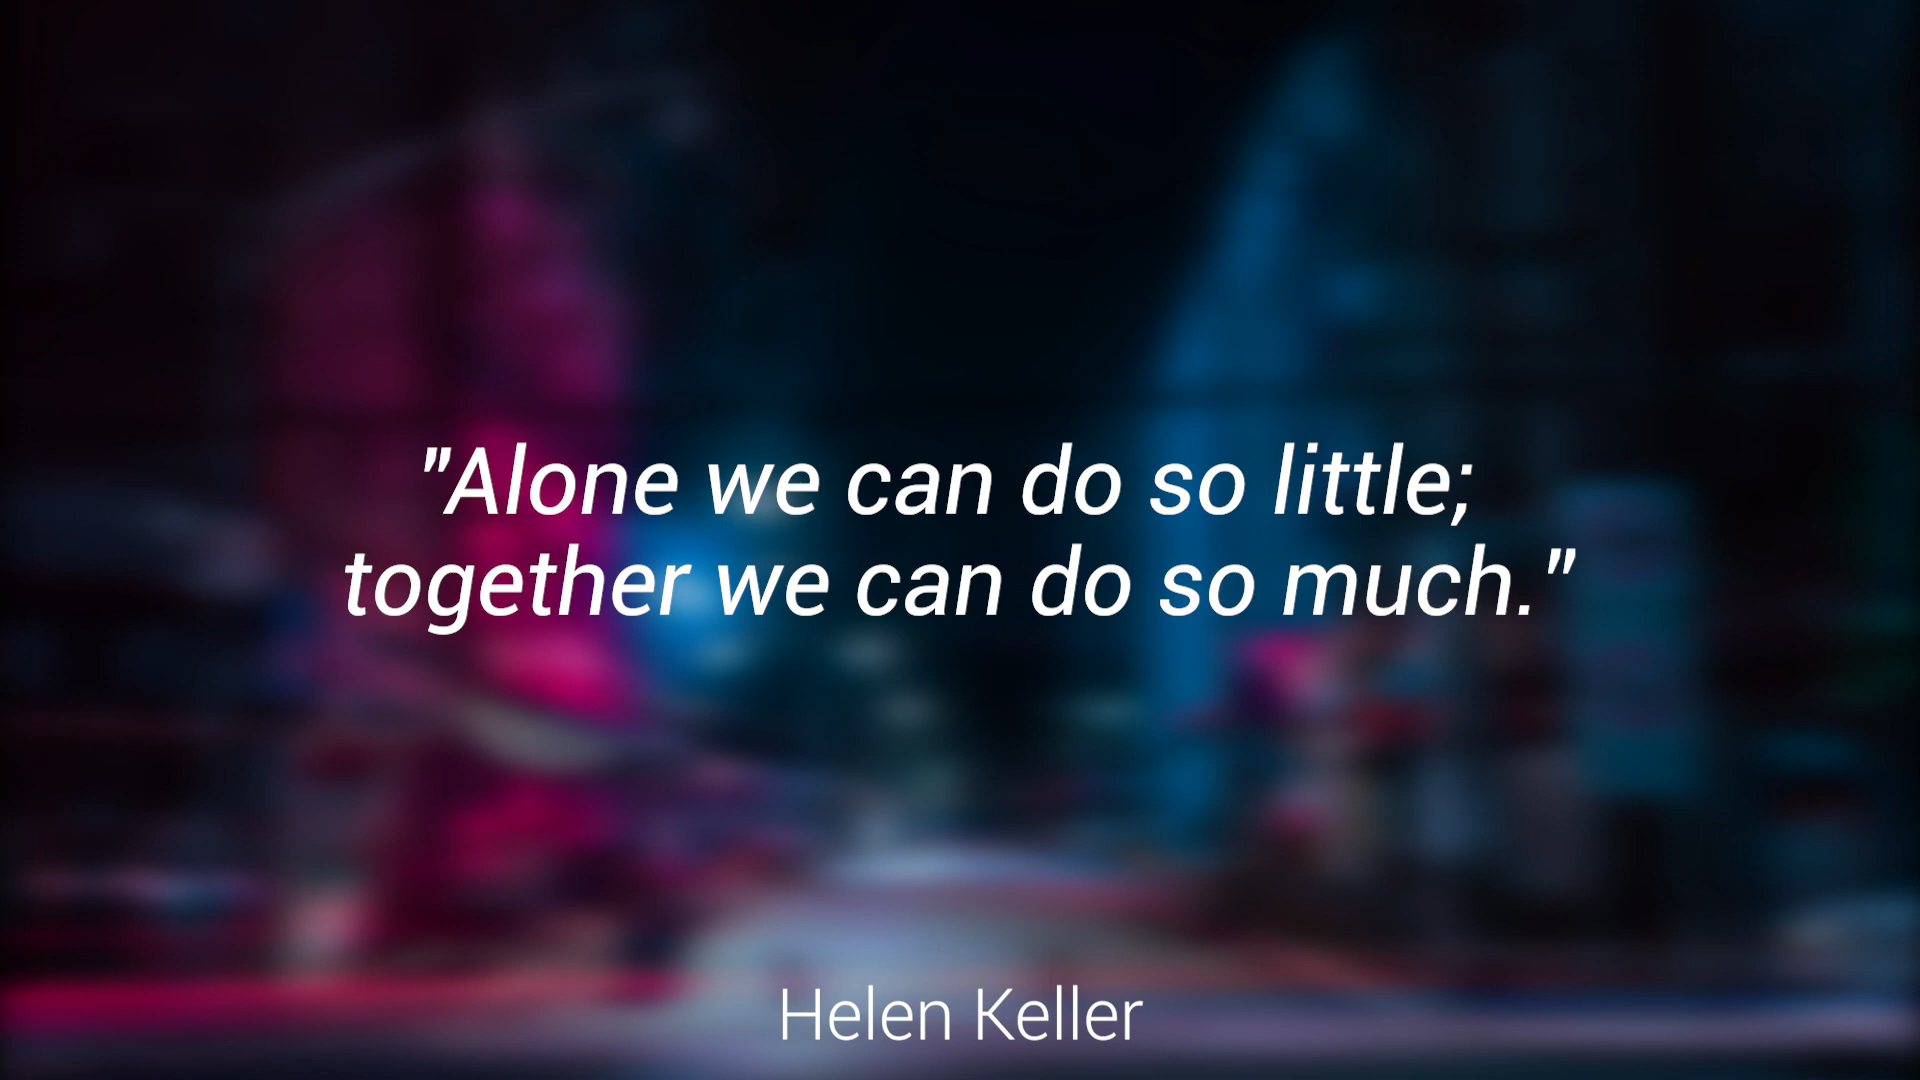 "Alone we can do so little;
together we can do so much."
Helen Keller